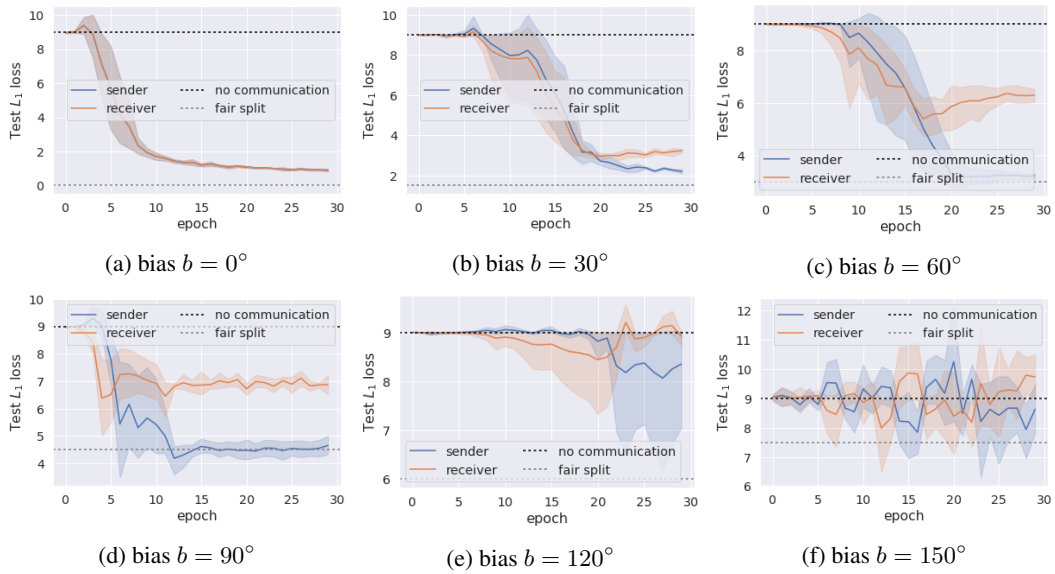 10
8
6
4
2
0
Test L₁ loss
sender
receiver
no communication
fair split
0 5 10 15 20 25 30
epoch
(a) bias b = 0°
10
8
6
4
2
Test L₁ loss
sender
receiver
no communication
fair split
0 5 10 15 20 25 30
epoch
(b) bias b = 30°
8
6
4
Test L₁ loss
sender
receiver
no communication
fair split
0 5 10 15 20 25 30
epoch
(c) bias b = 60°
10
9
8
7
6
5
4
Test L₁ loss
sender
receiver
no communication
fair split
0 5 10 15 20 25 30
epoch
(d) bias b = 90°
9
8
7
6
Test L₁ loss
sender
receiver
no communication
fair split
0 5 10 15 20 25 30
epoch
(e) bias b = 120°
12
11
10
9
8
7
6
Test L₁ loss
sender
receiver
no communication
fair split
0 5 10 15 20 25 30
epoch
(f) bias b = 150°